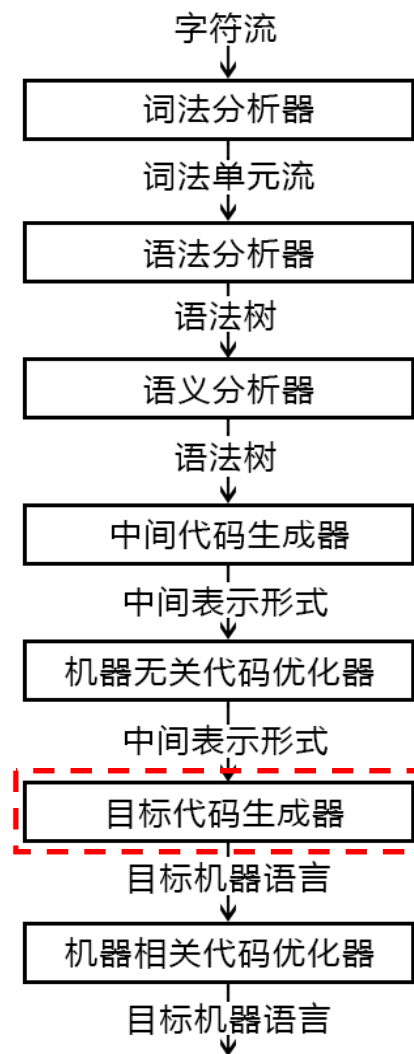 字符流
词法分析器
词法单元流
语法分析器
语法树
语义分析器
语法树
中间代码生成器
中间表示形式
机器无关代码优化器
中间表示形式
目标代码生成器
目标机器语言
机器相关代码优化器
目标机器语言